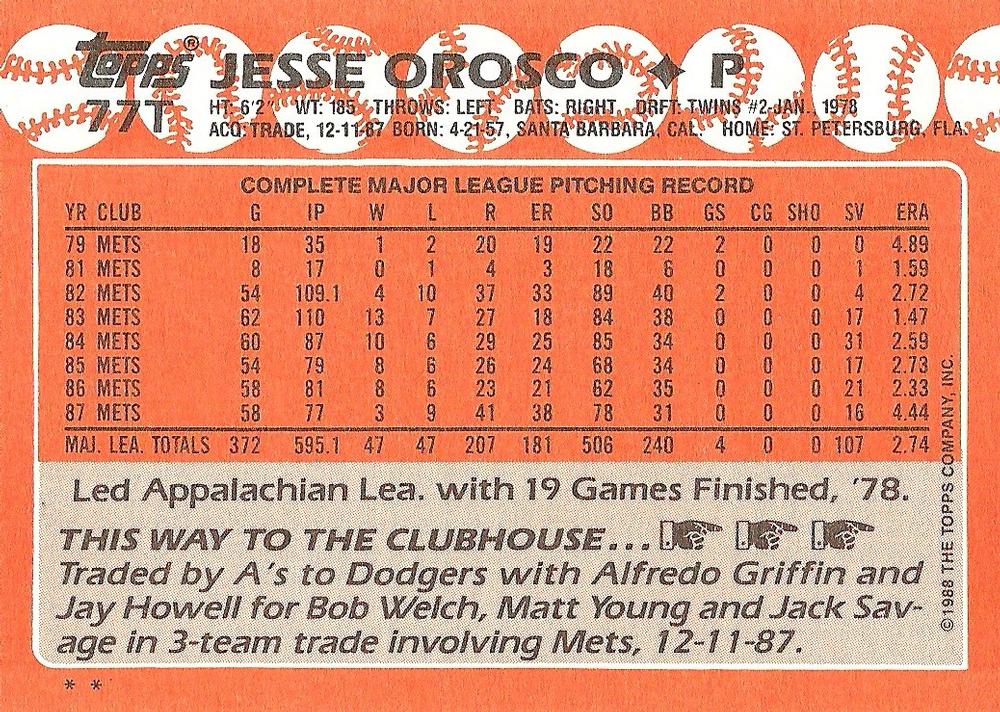 topps® JESSE OROSCO ♦ P
77T HT: 6'2" WT: 185 THROWS: LEFT BATS: RIGHT DRFT: TWINS #2-JAN. 1978
ACQ: TRADE, 12-11-87 BORN: 4-21-57, SANTA BARBARA, CAL. HOME: ST. PETERSBURG, FLA.
COMPLETE MAJOR LEAGUE PITCHING RECORD
YR CLUB G IP W L R ER SO BB GS CG SHO SV ERA
79 METS 18 35 1 2 20 19 22 22 2 0 0 0 4.89
81 METS 8 17 0 1 4 3 18 6 0 0 0 1 1.59
82 METS 54 109.1 4 10 37 33 89 40 2 0 0 4 2.72
83 METS 62 110 13 7 27 18 84 38 0 0 0 17 1.47
84 METS 60 87 10 6 29 25 85 34 0 0 0 31 2.59
85 METS 54 79 8 6 26 24 68 34 0 0 0 17 2.73
86 METS 58 81 8 6 23 21 62 35 0 0 0 21 2.33
87 METS 58 77 3 9 41 38 78 31 0 0 0 16 4.44
MAJ. LEA. TOTALS 372 595.1 47 47 207 181 506 240 4 0 0 107 2.74
Led Appalachian Lea. with 19 Games Finished, '78.
THIS WAY TO THE CLUBHOUSE...
Traded by A's to Dodgers with Alfredo Griffin and
Jay Howell for Bob Welch, Matt Young and Jack Sav-
age in 3-team trade involving Mets, 12-11-87.
©1988 THE TOPPS COMPANY, INC.
* *